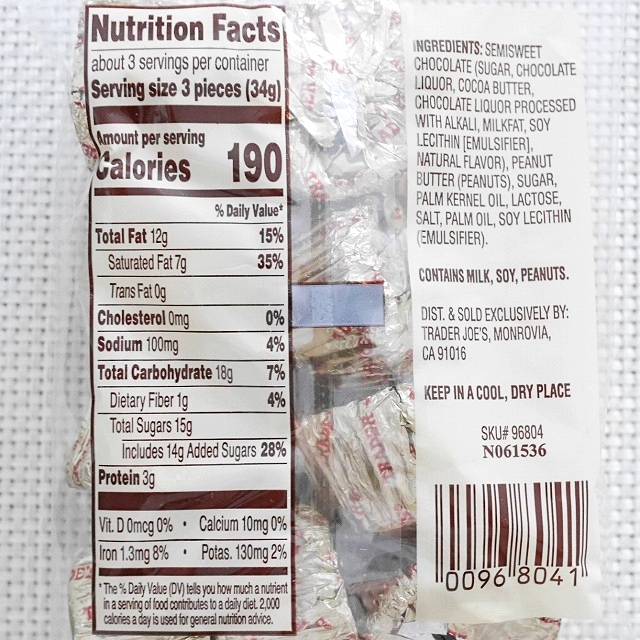 Nutrition Facts
about 3 servings per container
Serving size 3 pieces (34g)
Amount per serving
Calories 190
% Daily Value*
Total Fat 12g 15%
Saturated Fat 7g 35%
Trans Fat 0g
Cholesterol 0mg 0%
Sodium 100mg 4%
Total Carbohydrate 18g 7%
Dietary Fiber 1g 4%
Total Sugars 15g
Includes 14g Added Sugars 28%
Protein 3g
Vit. D 0mcg 0% • Calcium 10mg 0%
Iron 1.3mg 8% • Potas. 130mg 2%
* The % Daily Value (DV) tells you how much a nutrient
in a serving of food contributes to a daily diet. 2,000
calories a day is used for general nutrition advice.
INGREDIENTS: SEMISWEET
CHOCOLATE (SUGAR, CHOCOLATE
LIQUOR, COCOA BUTTER,
CHOCOLATE LIQUOR PROCESSED
WITH ALKALI, MILKFAT, SOY
LECITHIN [EMULSIFIER],
NATURAL FLAVOR), PEANUT
BUTTER (PEANUTS), SUGAR,
PALM KERNEL OIL, LACTOSE,
SALT, PALM OIL, SOY LECITHIN
(EMULSIFIER).
CONTAINS MILK, SOY, PEANUTS.
DIST. & SOLD EXCLUSIVELY BY:
TRADER JOE'S, MONROVIA,
CA 91016
KEEP IN A COOL, DRY PLACE
SKU# 96804
N061536
0096 8041